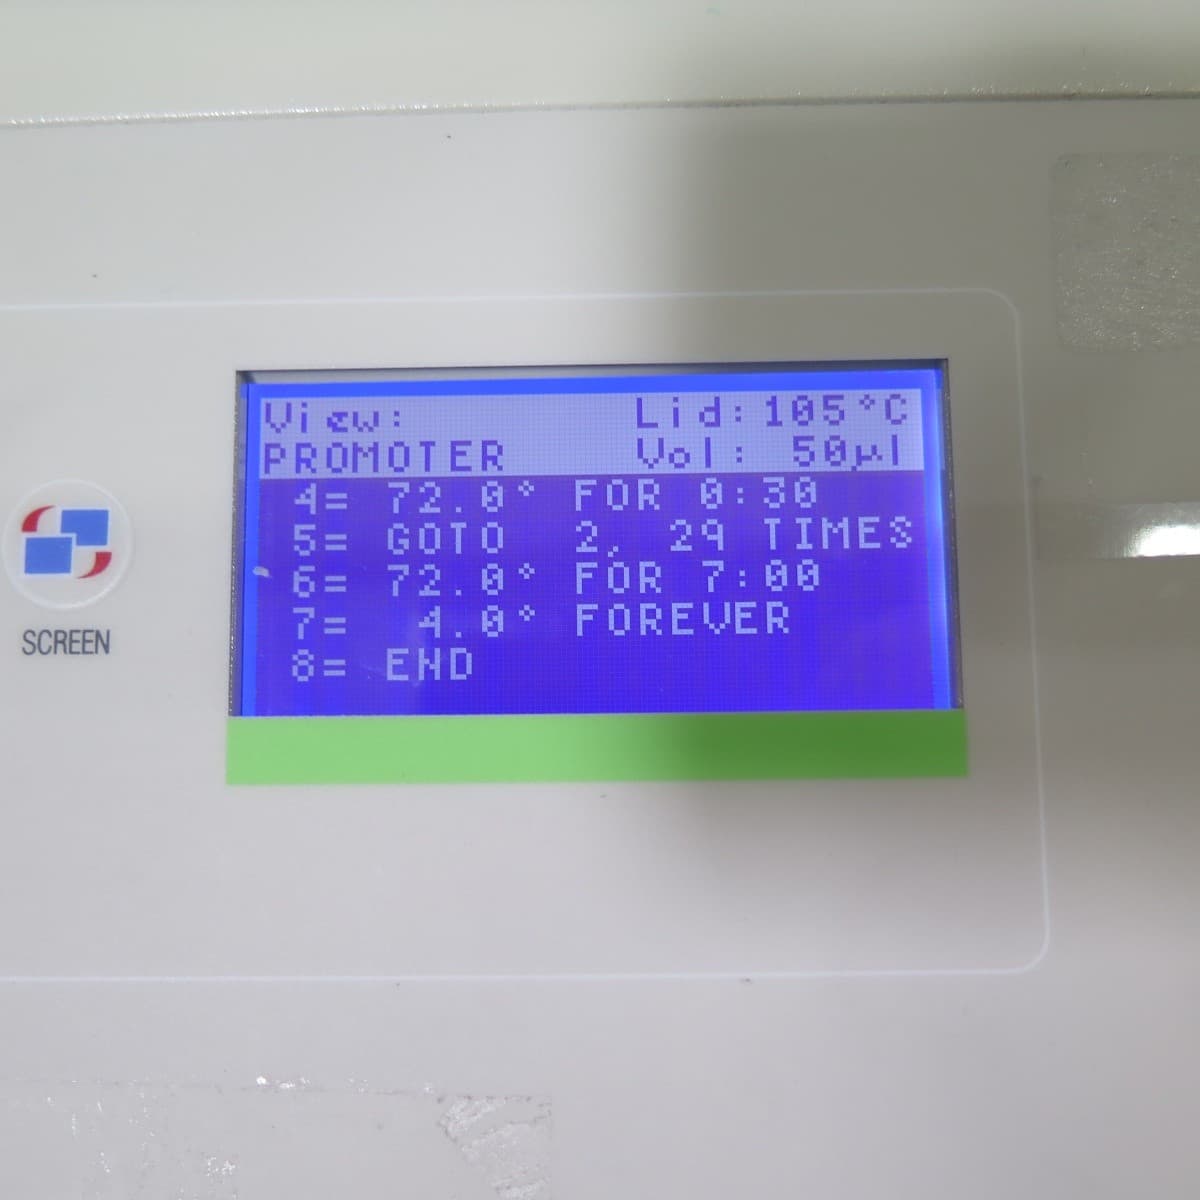 View: Lid:105°C
PROMOTER Vol: 50µl
4= 72.0° FOR 0:30
5= GOTO 2, 29 TIMES
6= 72.0° FOR 7:00
7= 4.0° FOREVER
8= END
SCREEN